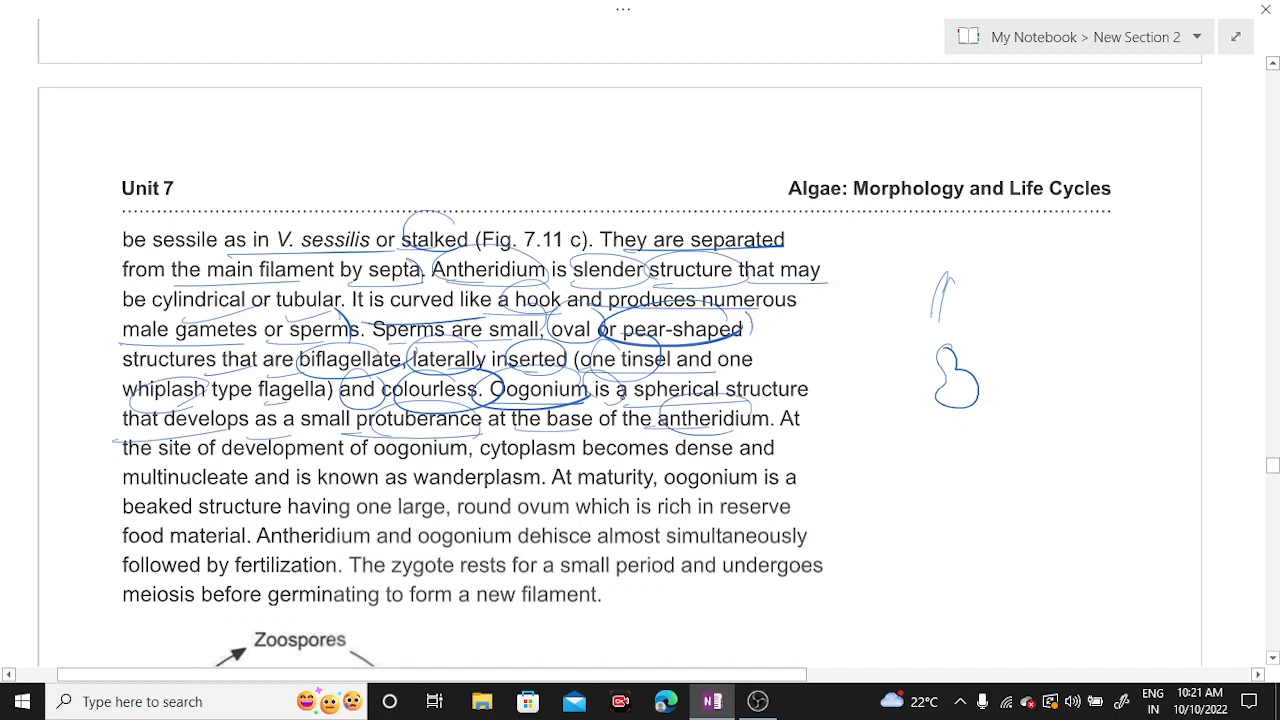 ...
My Notebook > New Section 2
Unit 7
Algae: Morphology and Life Cycles
be sessile as in V. sessilis or stalked (Fig. 7.11 c). They are separated
from the main filament by septa. Antheridium is slender structure that may
be cylindrical or tubular. It is curved like a hook and produces numerous
male gametes or sperms. Sperms are small, oval or pear-shaped
structures that are biflagellate, laterally inserted (one tinsel and one
whiplash type flagella) and colourless. Oogonium is a spherical structure
that develops as a small protuberance at the base of the antheridium. At
the site of development of oogonium, cytoplasm becomes dense and
multinucleate and is known as wanderplasm. At maturity, oogonium is a
beaked structure having one large, round ovum which is rich in reserve
food material. Antheridium and oogonium dehisce almost simultaneously
followed by fertilization. The zygote rests for a small period and undergoes
meiosis before germinating to form a new filament.
Zoospores
Type here to search
22°C
ENG
IN
10:21 AM
10/10/2022